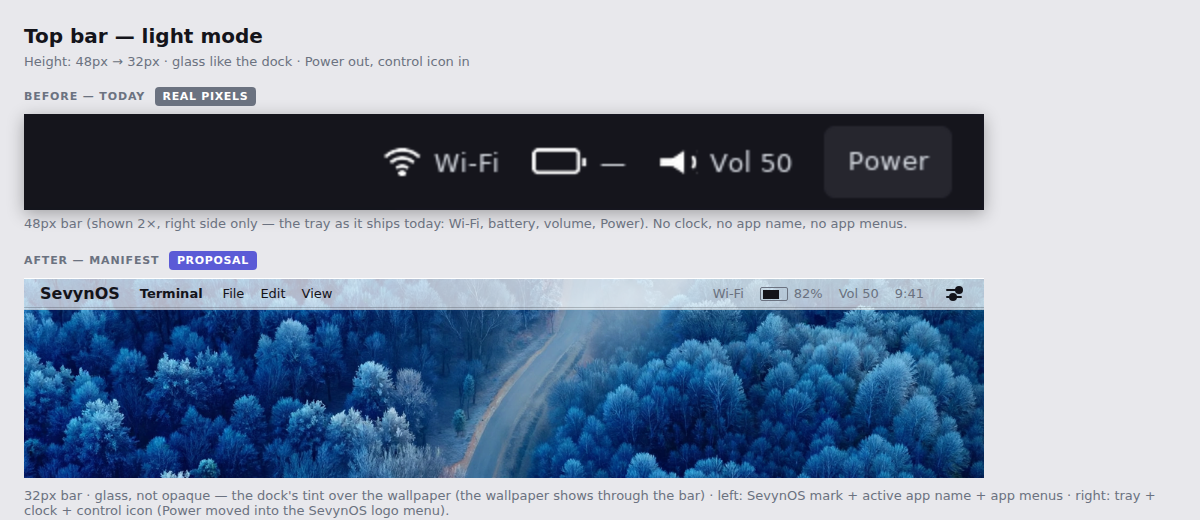 Top bar — light mode
Height: 48px → 32px · glass like the dock · Power out, control icon in
BEFORE — TODAY REAL PIXELS
Wi-Fi — Vol 50 Power
48px bar (shown 2×, right side only — the tray as it ships today: Wi-Fi, battery, volume, Power). No clock, no app name, no app menus.
AFTER — MANIFEST PROPOSAL
SevynOS Terminal File Edit View Wi-Fi 82% Vol 50 9:41
32px bar · glass, not opaque — the dock's tint over the wallpaper (the wallpaper shows through the bar) · left: SevynOS mark + active app name + app menus · right: tray +
clock + control icon (Power moved into the SevynOS logo menu).